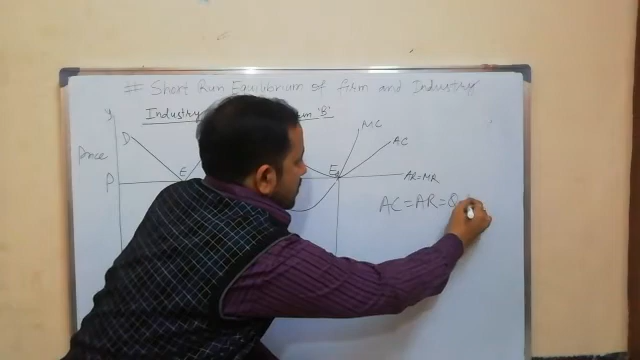 ## Short Run Equilibrium of firm and Industry
Industry
'B'
y
D
MC
AC
Price
E
P
AR=MR
AC=AR=Q